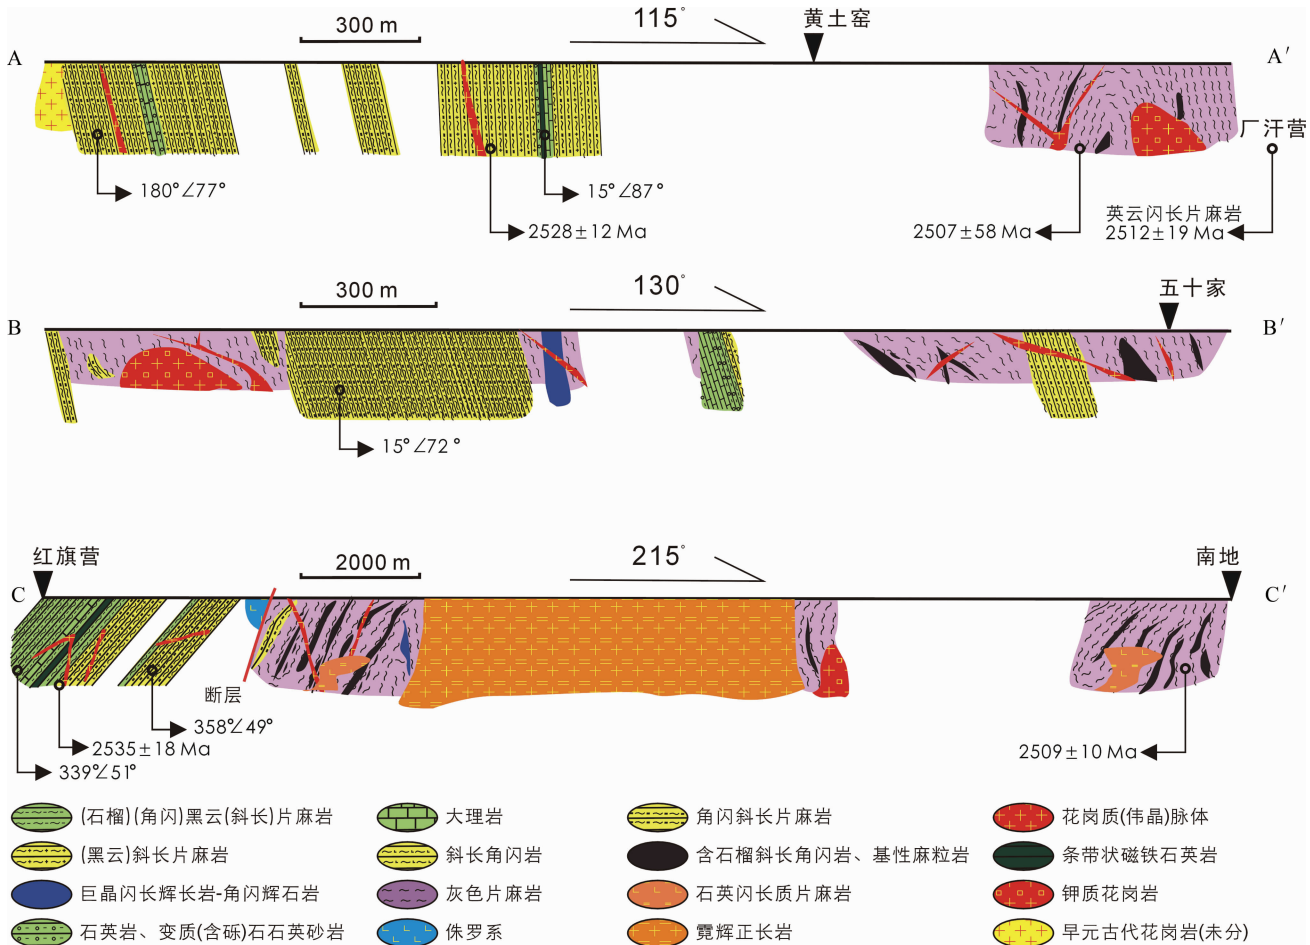 300 m
115°
黄土窑
A
A′
厂汗营
180°∠77°
15°∠87°
2528±12 Ma
2507±58 Ma
英云闪长片麻岩
2512±19 Ma
300 m
130°
五十家
B
B′
15°∠72°
红旗营
2000 m
215°
南地
C
C′
断层
358°∠49°
2535±18 Ma
339°∠51°
2509±10 Ma
(石榴)(角闪)黑云(斜长)片麻岩
大理岩
角闪斜长片麻岩
花岗质(伟晶)脉体
(黑云)斜长片麻岩
斜长角闪岩
含石榴斜长角闪岩、基性麻粒岩
条带状磁铁石英岩
巨晶闪长辉长岩-角闪辉石岩
灰色片麻岩
石英闪长质片麻岩
钾质花岗岩
石英岩、变质(含砾)石石英砂岩
侏罗系
霓辉正长岩
早元古代花岗岩(未分)